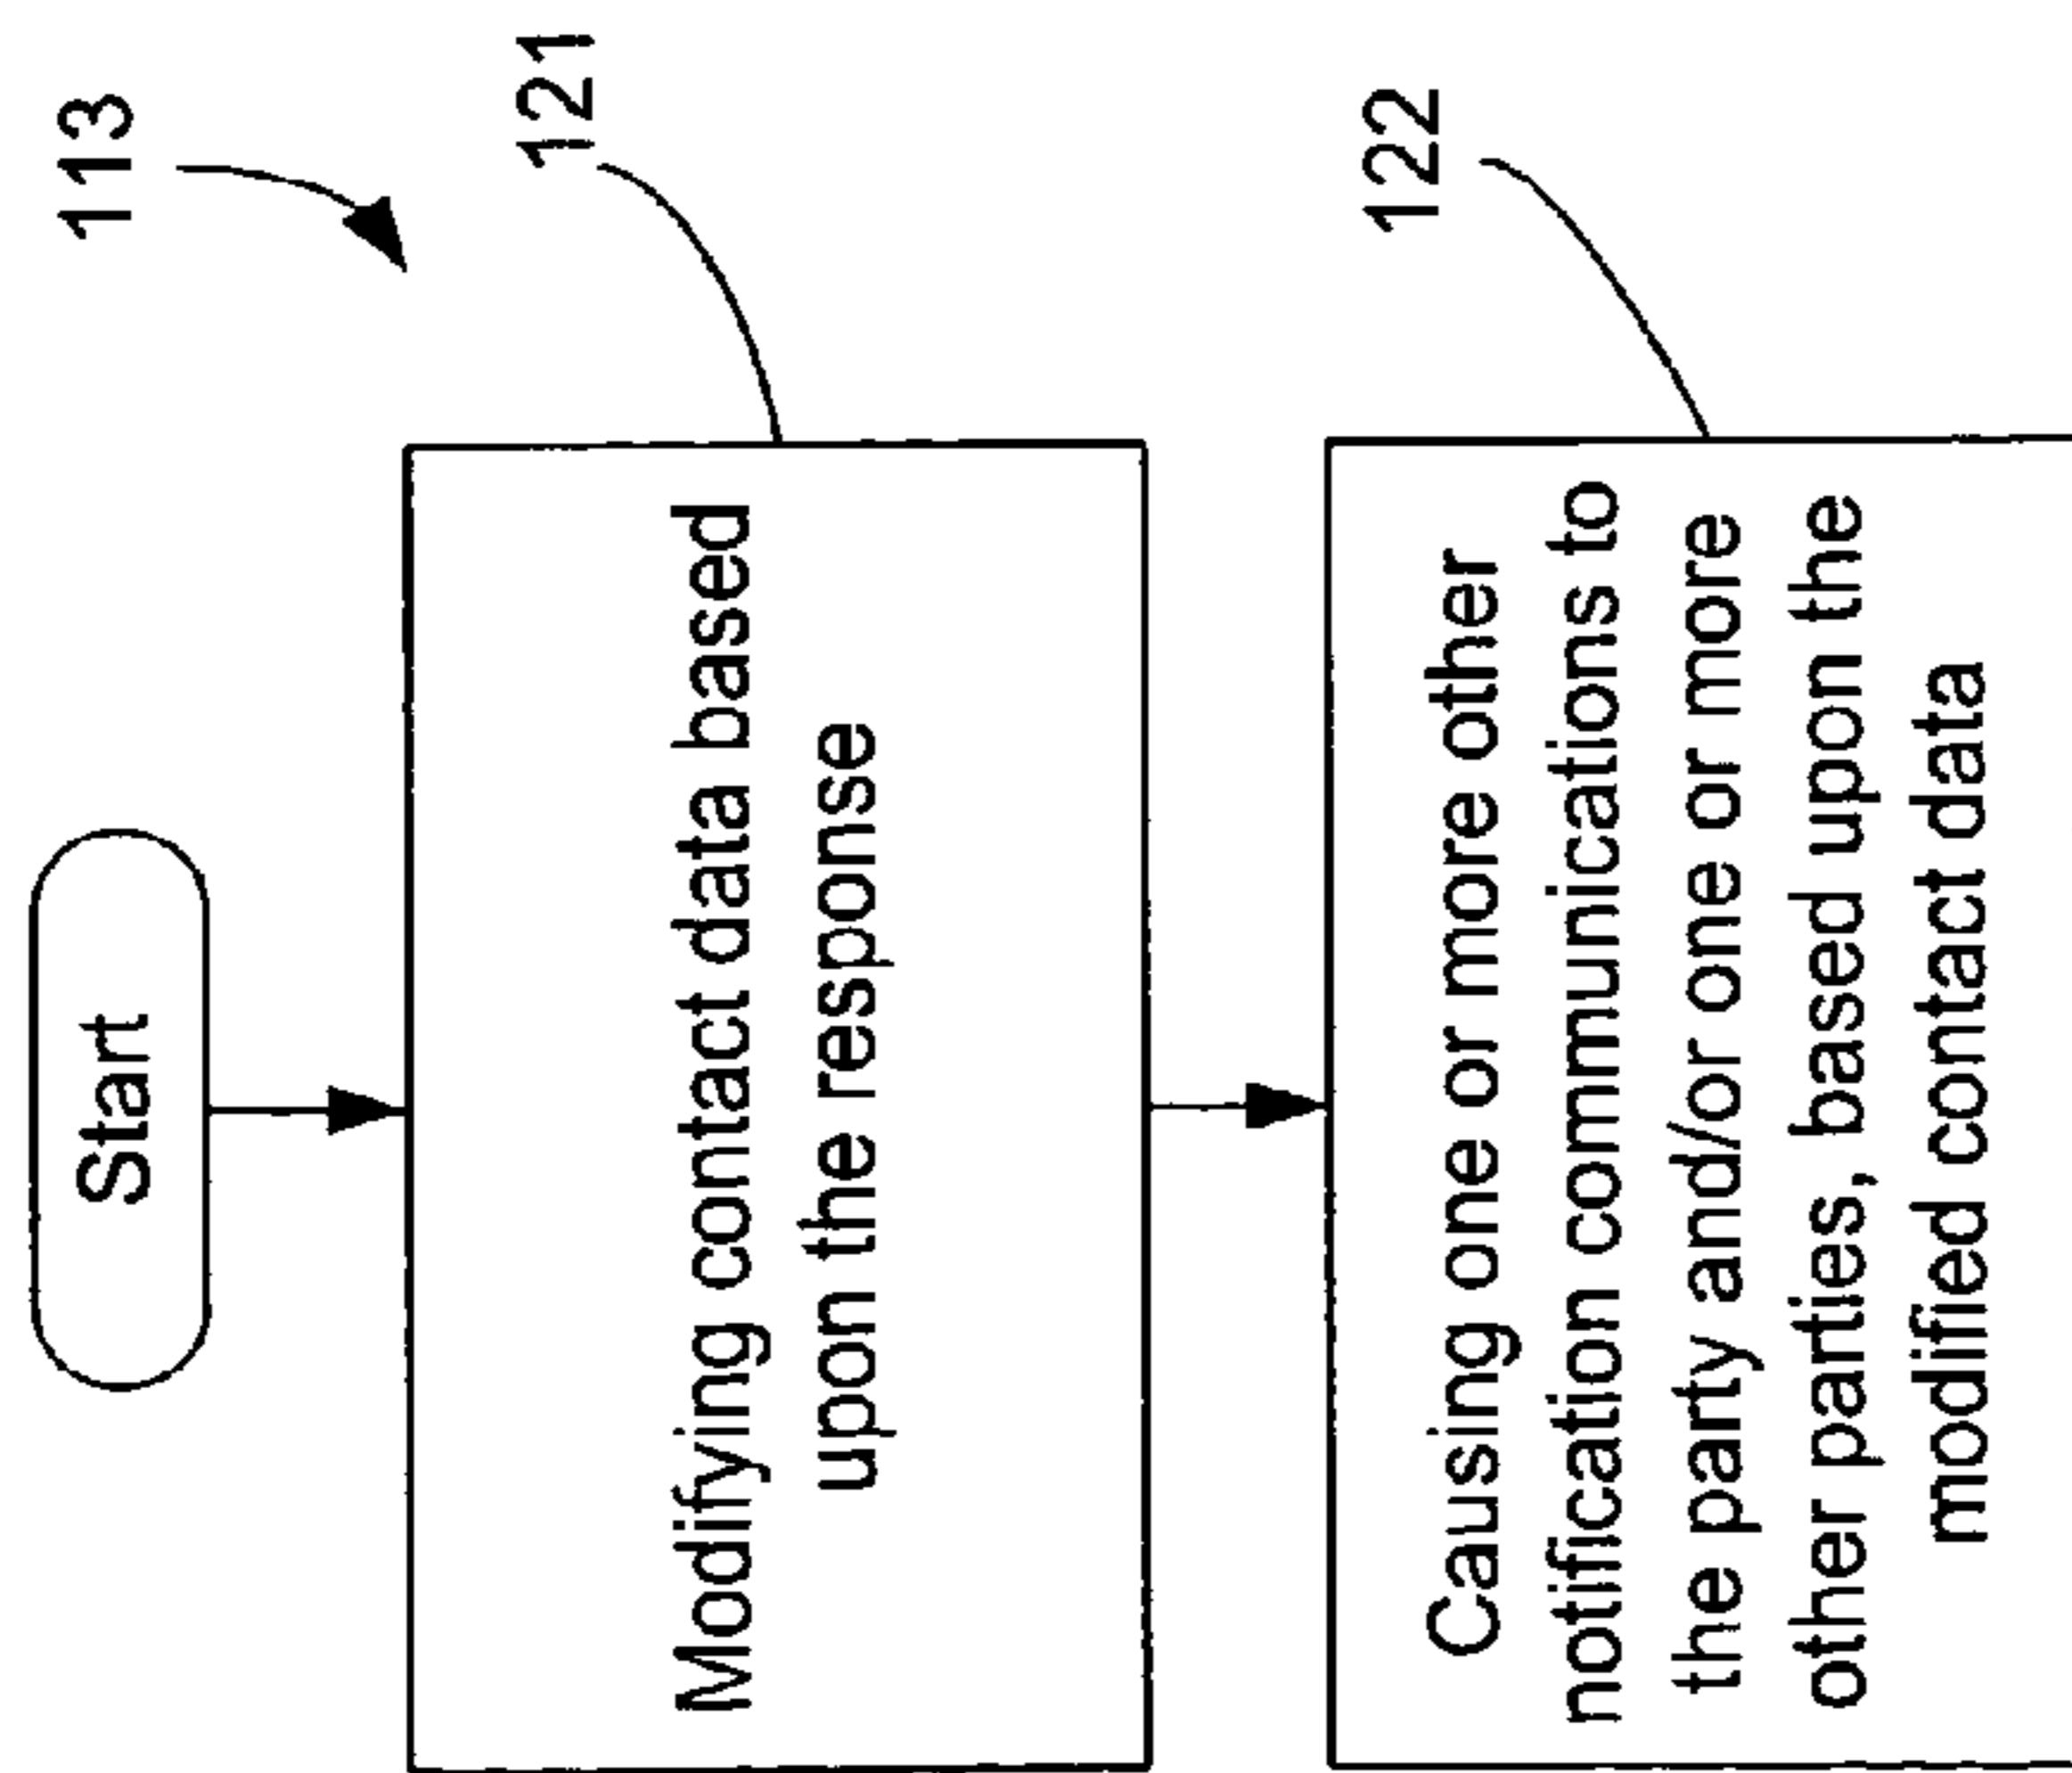 113
Start
121
Modifying contact data based
upon the response
122
Causing one or more other
notification communications to
the party and/or one or more
other parties, based upon the
modified contact data